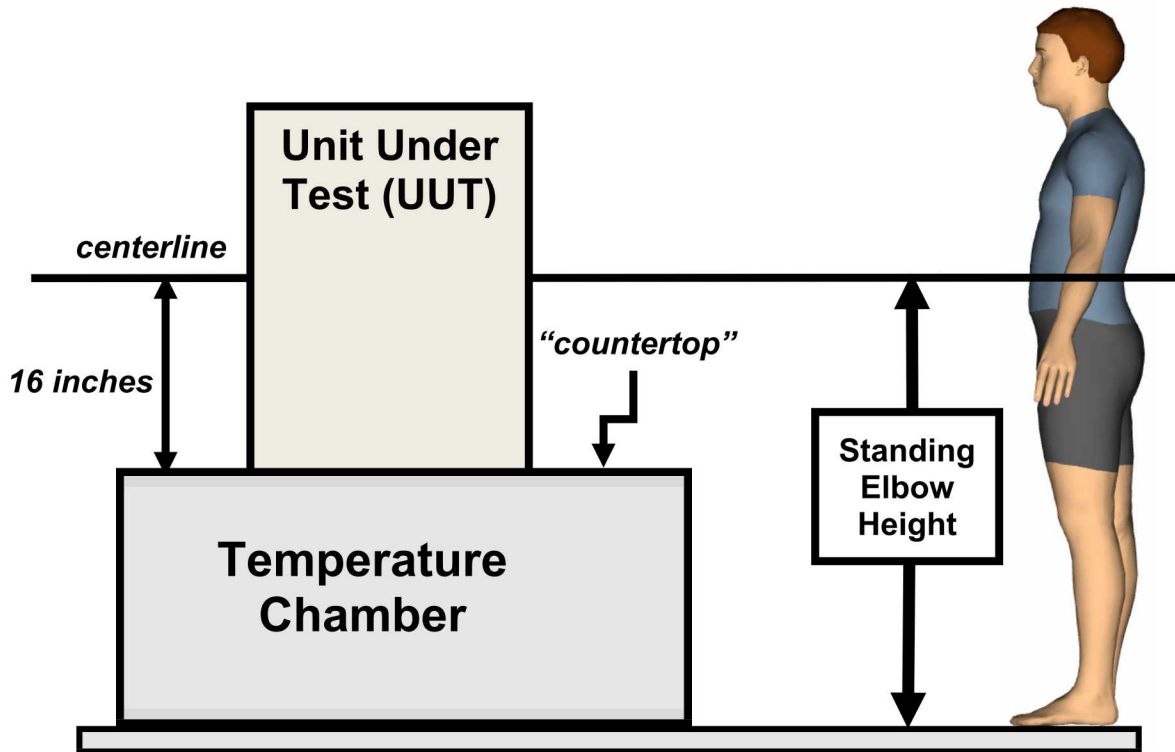 Unit Under
Test (UUT)
centerline
“countertop”
16 inches
Standing
Elbow
Height
Temperature
Chamber